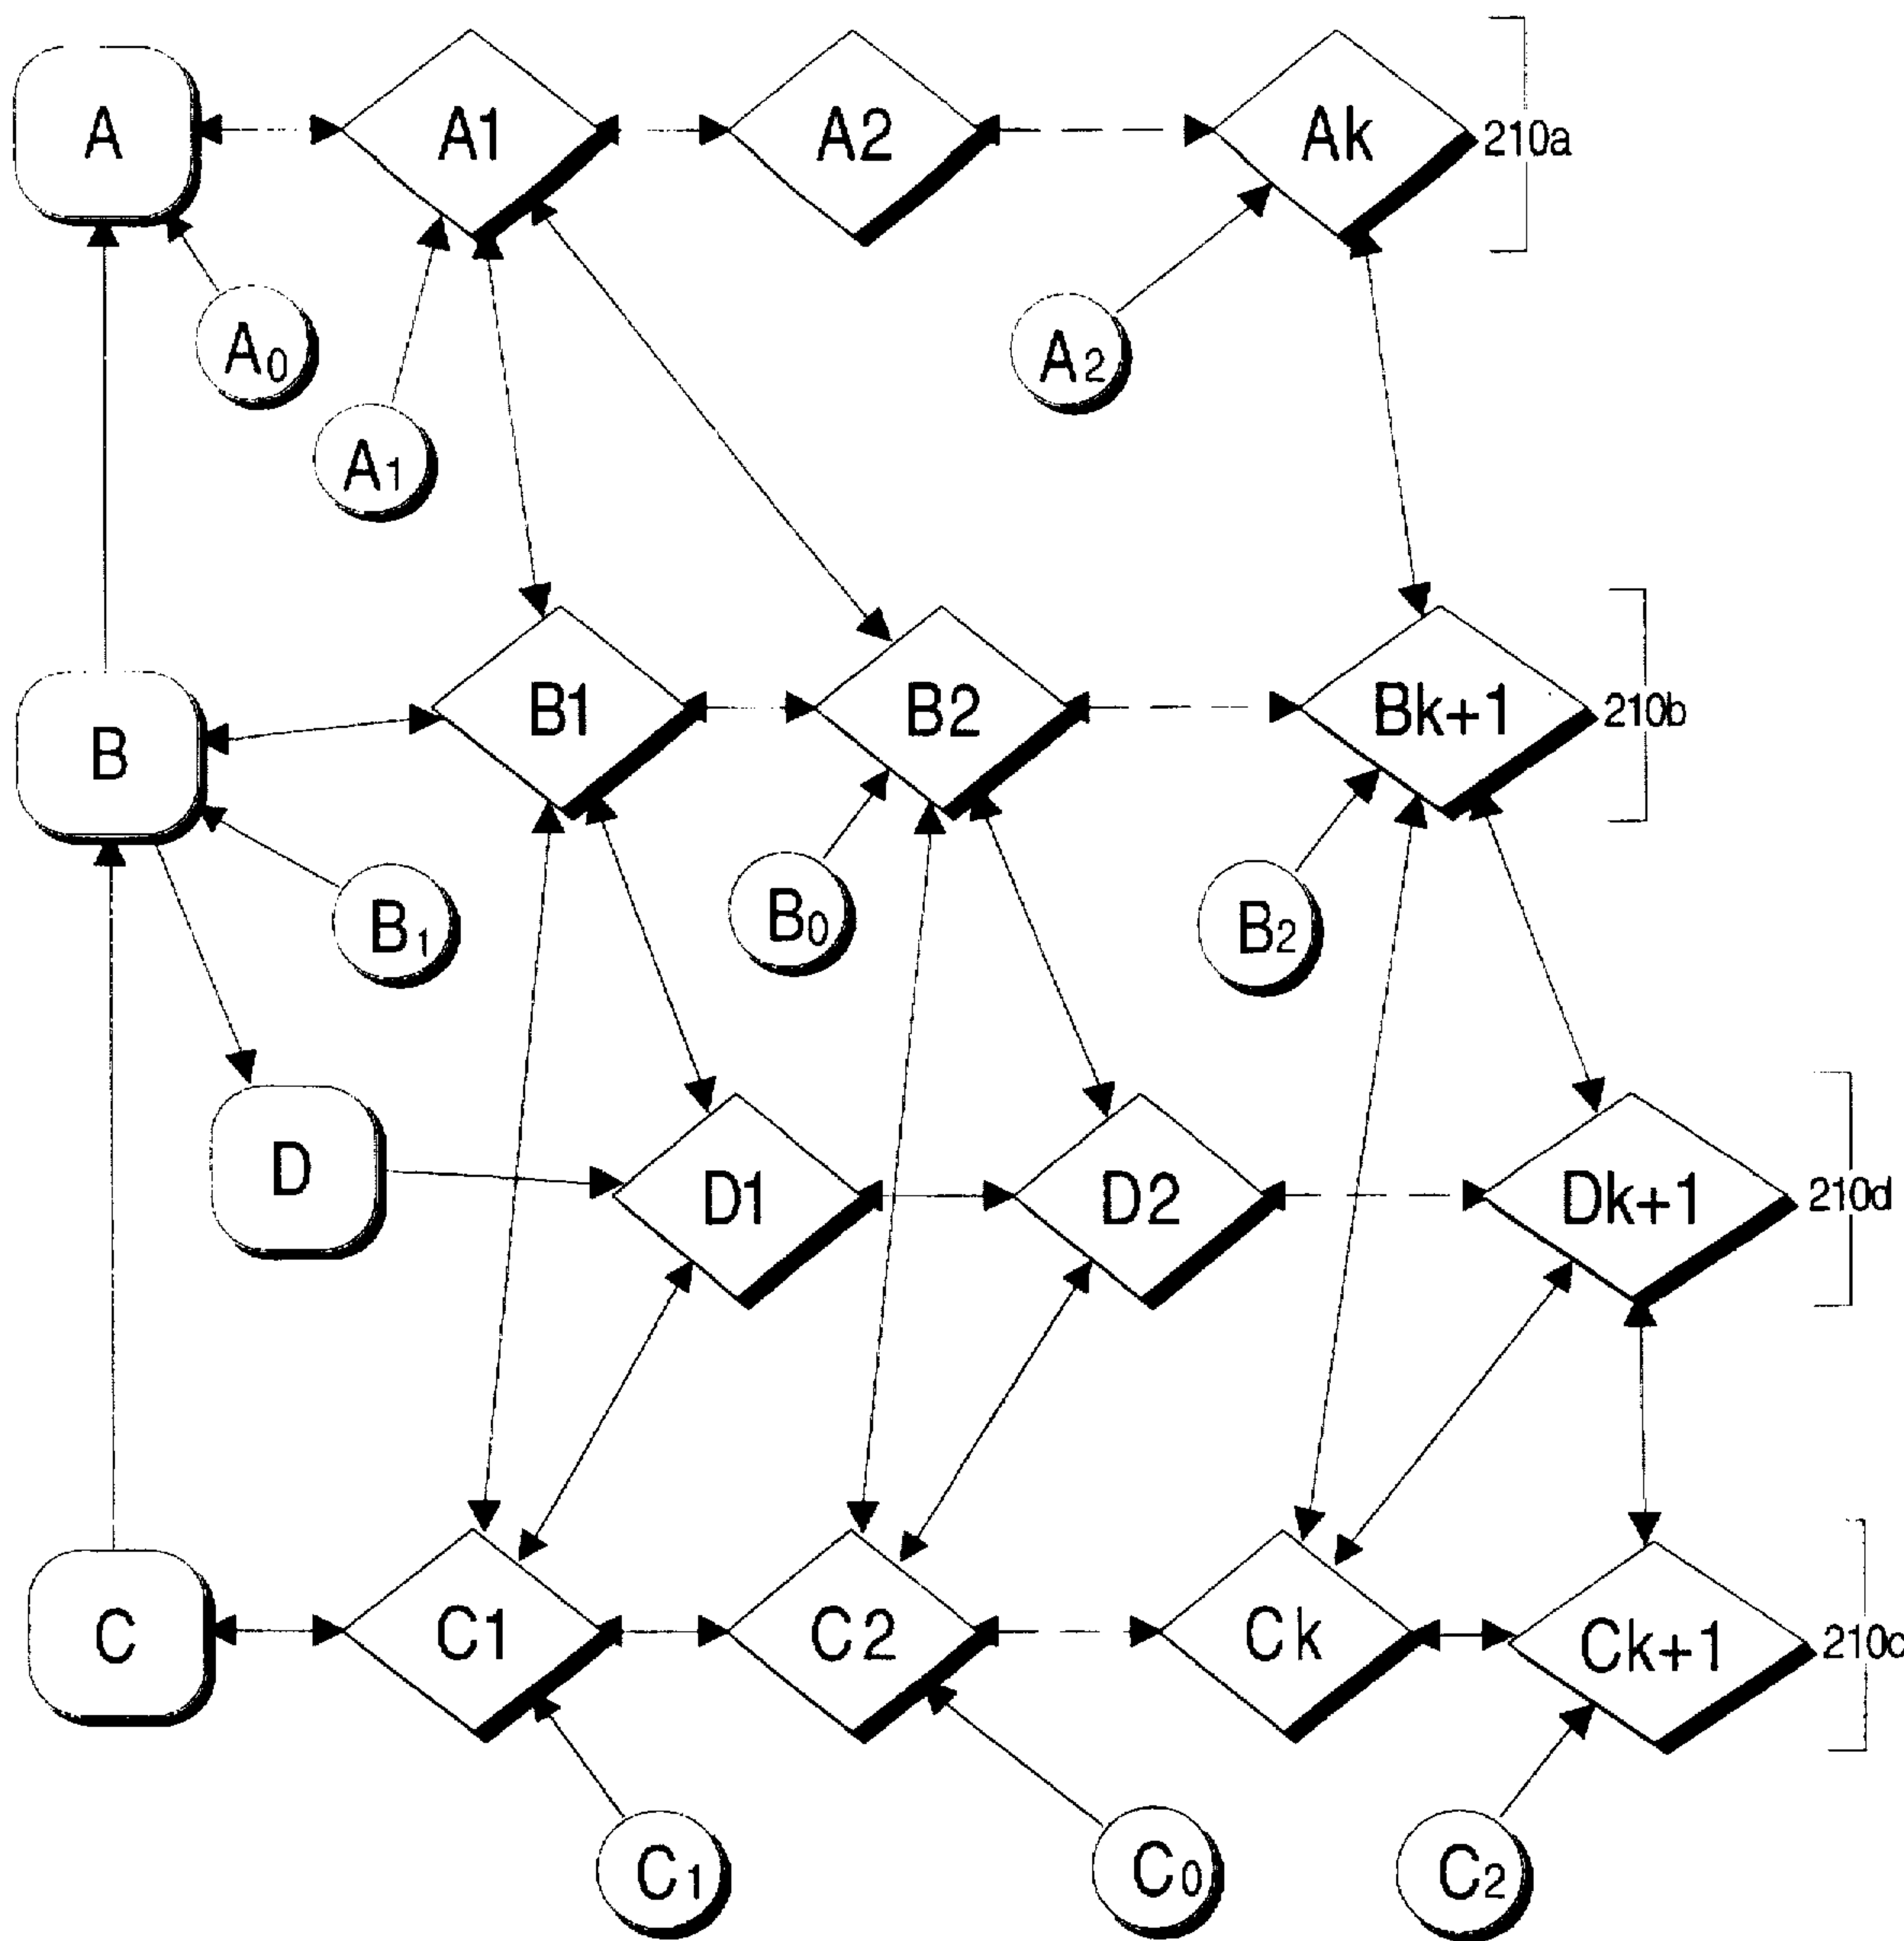 A A1 A2 Ak 210a
A0 A1 A2
B B1 B2 Bk+1 210b
B1 B0 B2
D D1 D2 Dk+1 210d
C C1 C2 Ck Ck+1 210c
C1 C0 C2